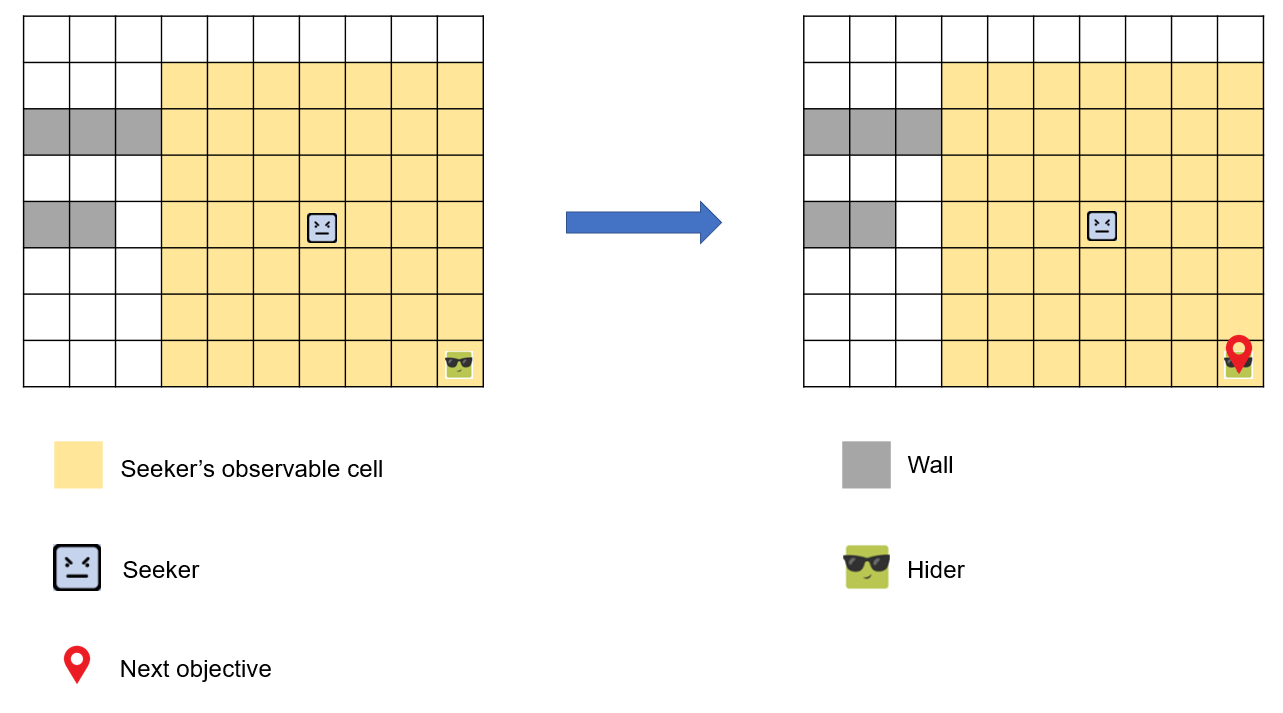 Seeker’s observable cell
Wall
Seeker
Hider
Next objective